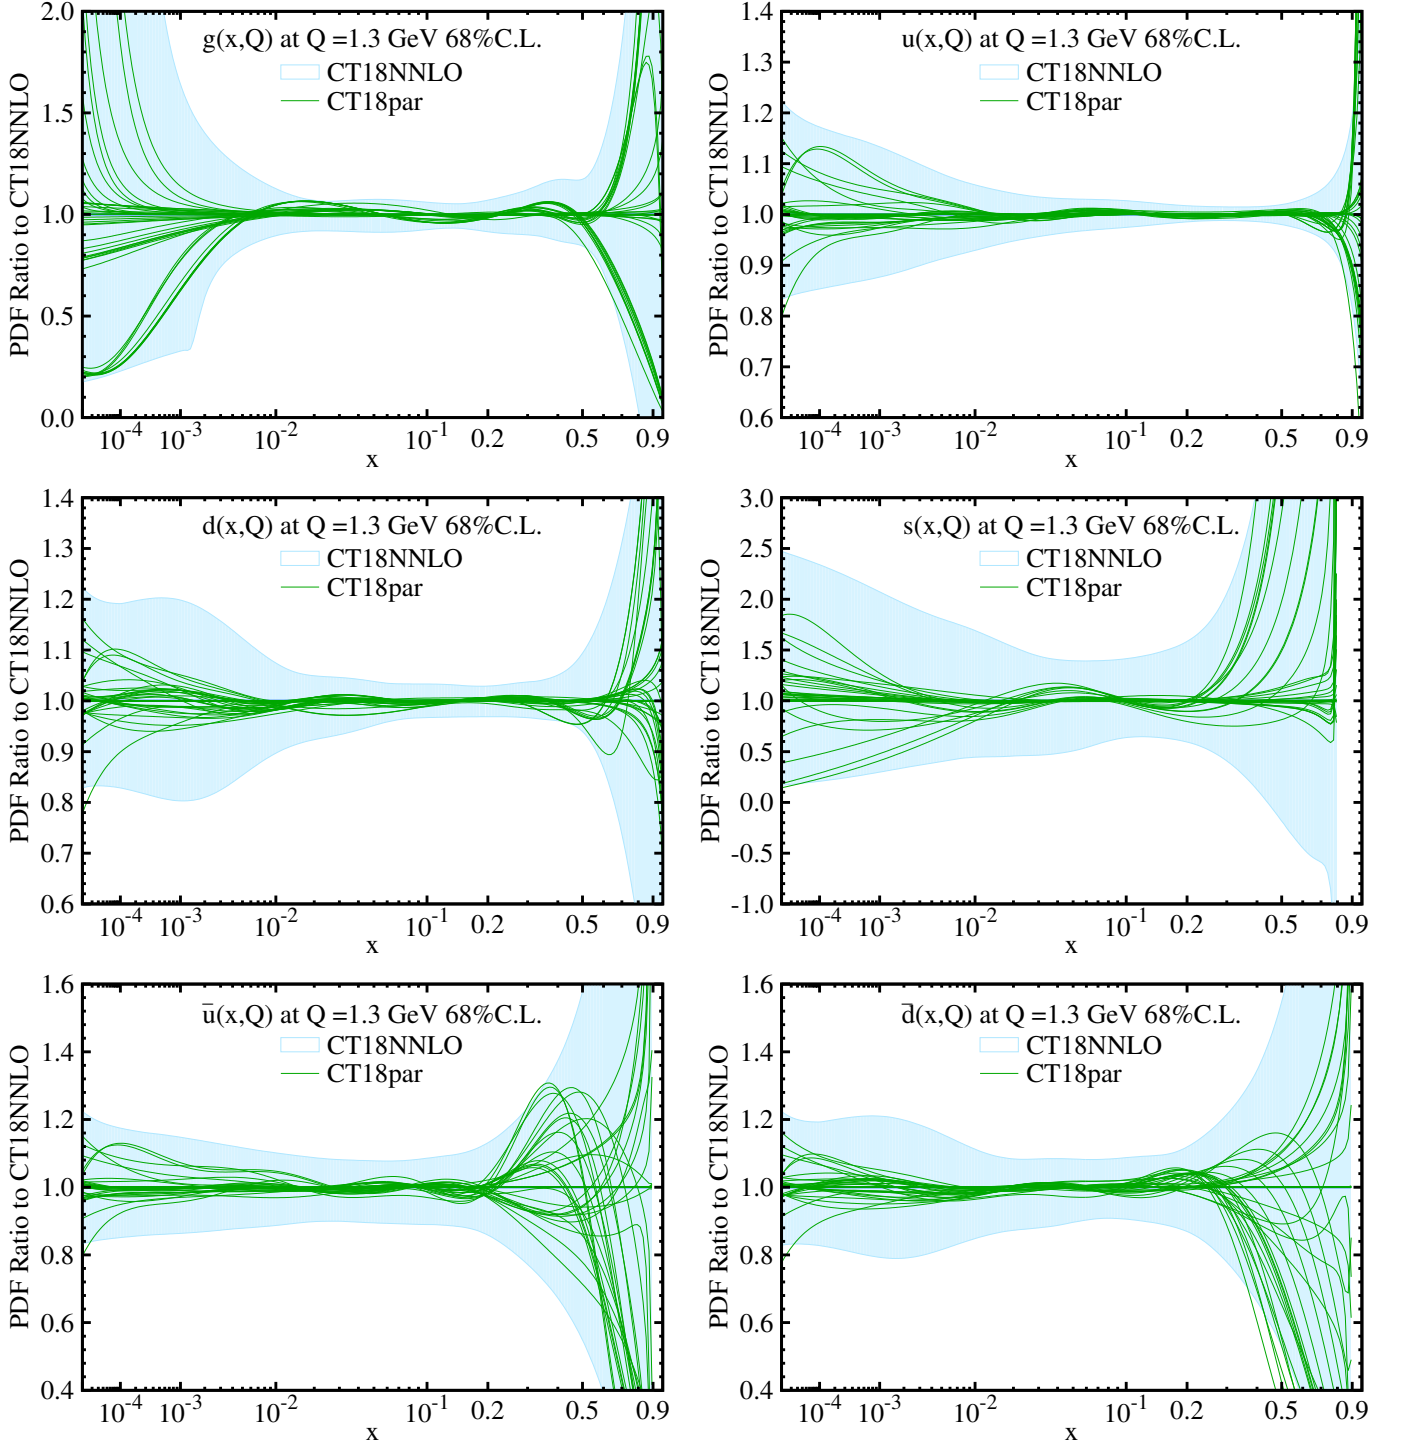 g(x,Q) at Q =1.3 GeV 68%C.L.
CT18NNLO
CT18par
PDF Ratio to CT18NNLO
2.0
1.5
1.0
0.5
0.0
10-4 10-3 10-2 10-1 0.2 0.5 0.9
x
u(x,Q) at Q =1.3 GeV 68%C.L.
CT18NNLO
CT18par
PDF Ratio to CT18NNLO
1.4
1.3
1.2
1.1
1.0
0.9
0.8
0.7
0.6
10-4 10-3 10-2 10-1 0.2 0.5 0.9
x
d(x,Q) at Q =1.3 GeV 68%C.L.
CT18NNLO
CT18par
PDF Ratio to CT18NNLO
1.4
1.3
1.2
1.1
1.0
0.9
0.8
0.7
0.6
10-4 10-3 10-2 10-1 0.2 0.5 0.9
x
s(x,Q) at Q =1.3 GeV 68%C.L.
CT18NNLO
CT18par
PDF Ratio to CT18NNLO
3.0
2.5
2.0
1.5
1.0
0.5
0.0
-0.5
-1.0
10-4 10-3 10-2 10-1 0.2 0.5 0.9
x
ū(x,Q) at Q =1.3 GeV 68%C.L.
CT18NNLO
CT18par
PDF Ratio to CT18NNLO
1.6
1.4
1.2
1.0
0.8
0.6
0.4
10-4 10-3 10-2 10-1 0.2 0.5 0.9
x
d̄(x,Q) at Q =1.3 GeV 68%C.L.
CT18NNLO
CT18par
PDF Ratio to CT18NNLO
1.6
1.4
1.2
1.0
0.8
0.6
0.4
10-4 10-3 10-2 10-1 0.2 0.5 0.9
x